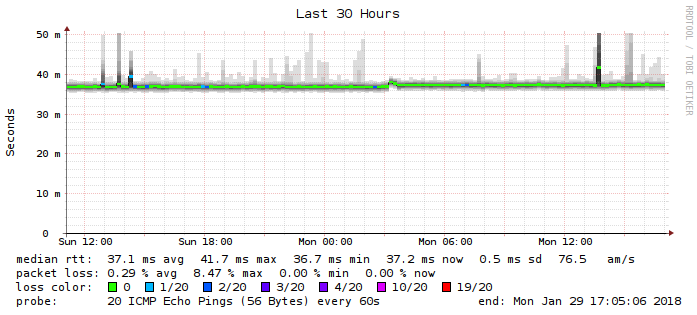 Last 30 Hours
RRDTOOL / TOBI OETIKER
Seconds
50 m
40 m
30 m
20 m
10 m
0
Sun 12:00 Sun 18:00 Mon 00:00 Mon 06:00 Mon 12:00
median rtt: 37.1 ms avg 41.7 ms max 36.7 ms min 37.2 ms now 0.5 ms sd 76.5 am/s
packet loss: 0.29 % avg 8.47 % max 0.00 % min 0.00 % now
loss color: 0 1/20 2/20 3/20 4/20 10/20 19/20
probe: 20 ICMP Echo Pings (56 Bytes) every 60s end: Mon Jan 29 17:05:06 2018